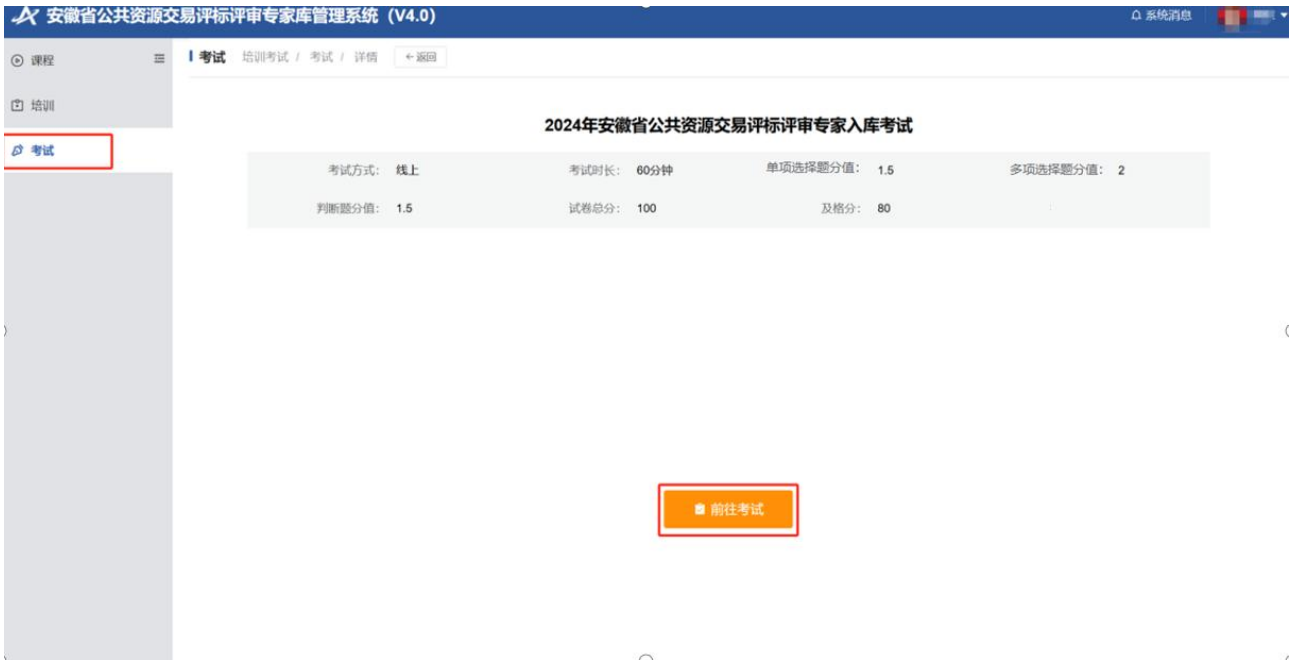 安徽省公共资源交易评标评审专家库管理系统（V4.0）
系统消息
课程
考试 培训考试 / 考试 / 详情 ←返回
培训
2024年安徽省公共资源交易评标评审专家入库考试
考试
考试方式： 线上 考试时长： 60分钟 单项选择题分值： 1.5 多项选择题分值： 2
判断题分值： 1.5 试卷总分： 100 及格分： 80
前往考试